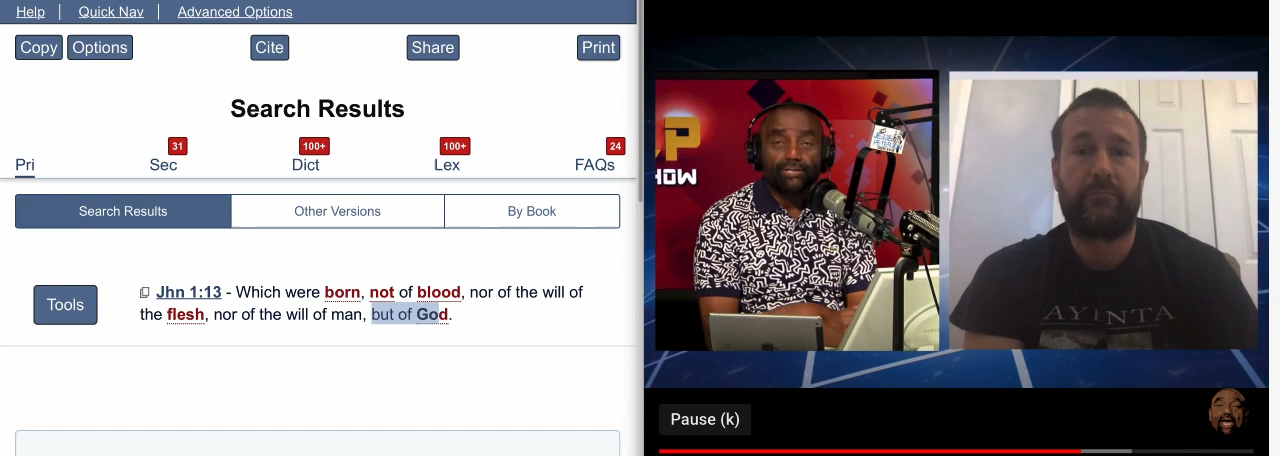 Help | Quick Nav | Advanced Options
Copy Options Cite Share Print
Search Results
31 100+ 100+ 24
Pri Sec Dict Lex FAQs
Search Results Other Versions By Book
Tools
Jhn 1:13 - Which were born, not of blood, nor of the will of
the flesh, nor of the will of man, but of God.
P
HOW
JESSE
AYINTA
Pause (k)